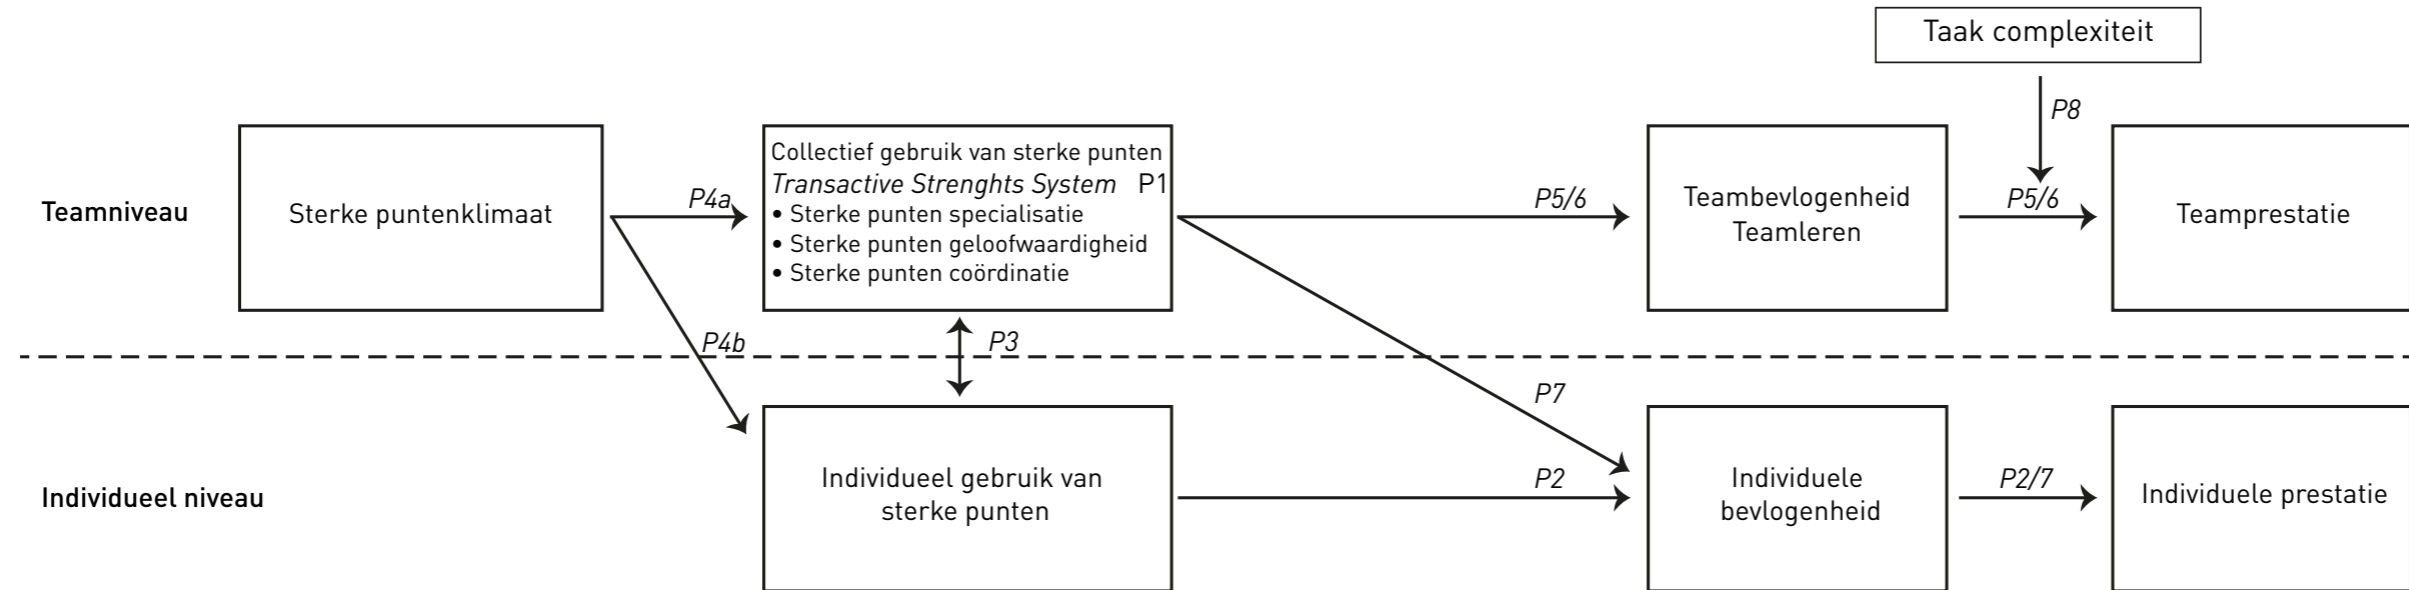 Taak complexiteit
P8
Teamniveau
Sterke puntenklimaat
P4a
Collectief gebruik van sterke punten
Transactive Strenghts System P1
• Sterke punten specialisatie
• Sterke punten geloofwaardigheid
• Sterke punten coördinatie
P5/6
Teambevlogenheid
Teamleren
P5/6
Teamprestatie
P4b
P3
P7
Individueel niveau
Individueel gebruik van
sterke punten
P2
Individuele
bevlogenheid
P2/7
Individuele prestatie